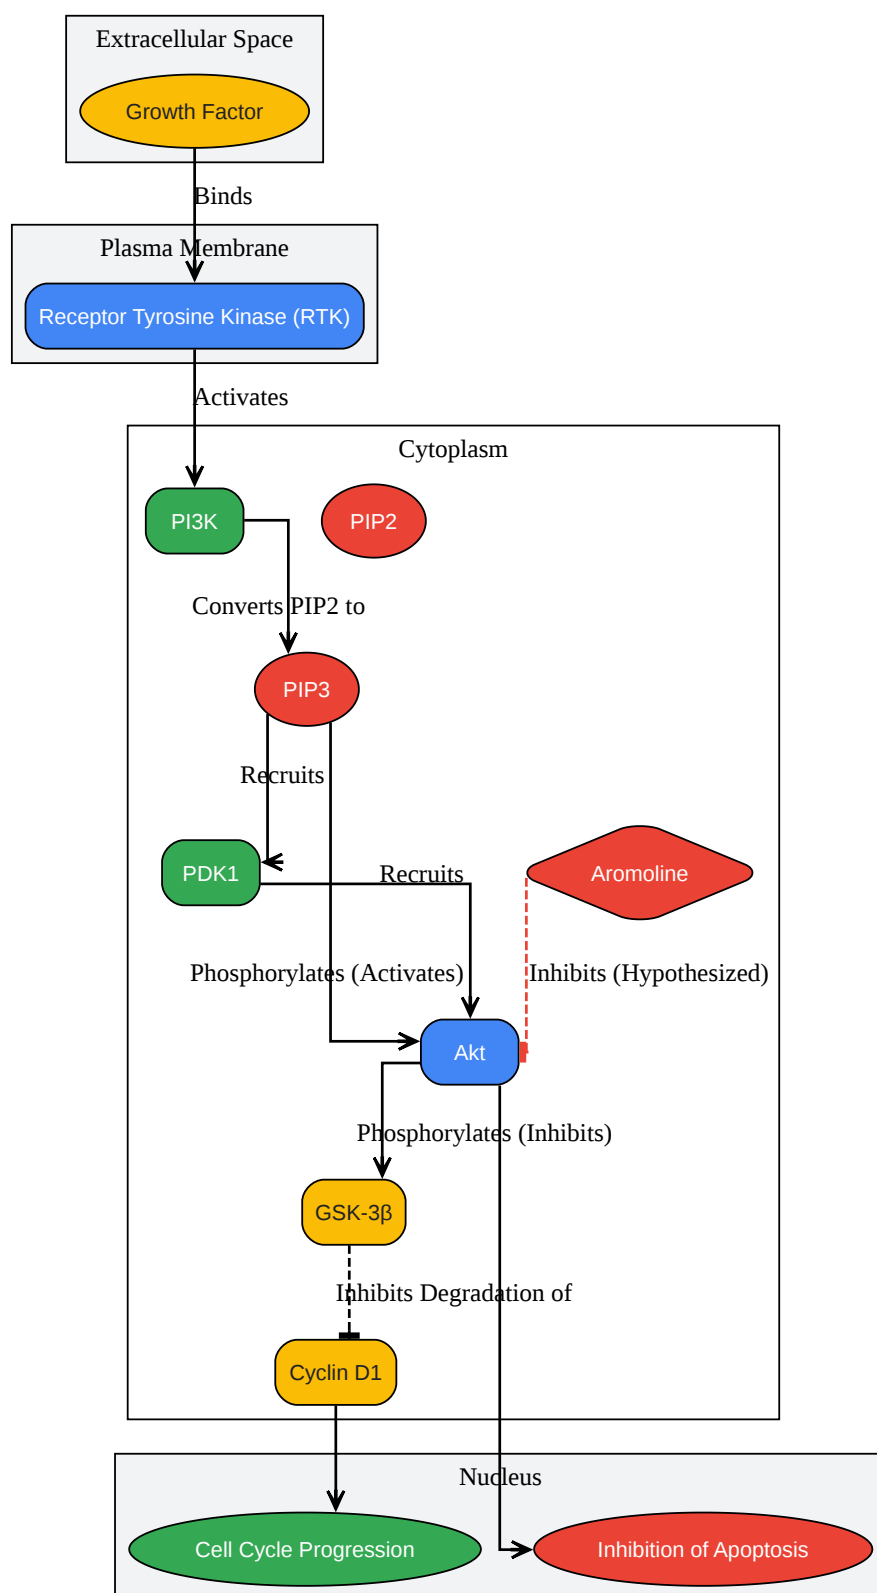 Extracellular Space
Growth Factor
Binds
Plasma Membrane
Receptor Tyrosine Kinase (RTK)
Activates
Cytoplasm
PI3K
PIP2
Converts PIP2 to
PIP3
Recruits
PDK1
Recruits
Aromoline
Phosphorylates (Activates)
Inhibits (Hypothesized)
Akt
Phosphorylates (Inhibits)
GSK-3β
Inhibits Degradation of
Cyclin D1
Nucleus
Cell Cycle Progression
Inhibition of Apoptosis